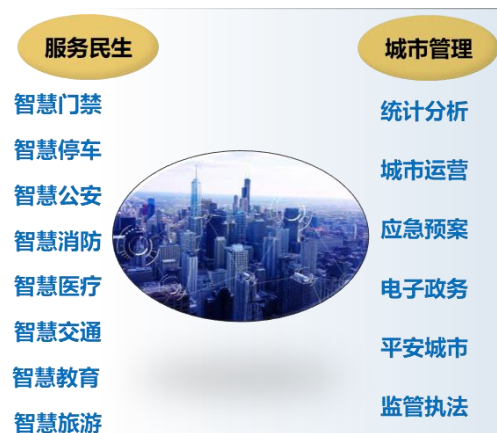 服务民生
智慧门禁
智慧停车
智慧公安
智慧消防
智慧医疗
智慧交通
智慧教育
智慧旅游
城市管理
统计分析
城市运营
应急预案
电子政务
平安城市
监管执法